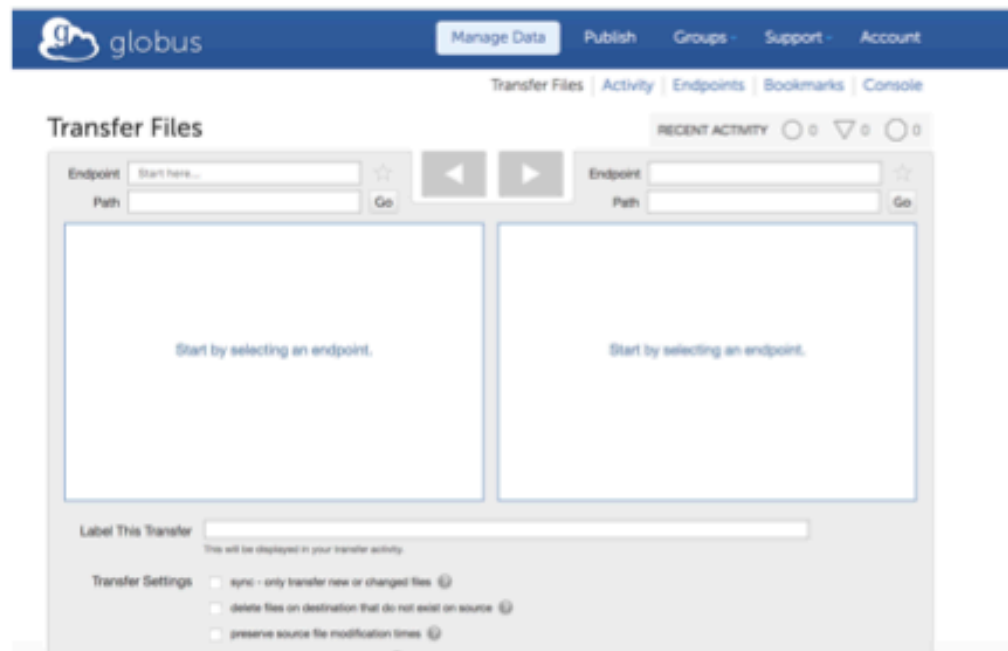 g globus Manage Data Publish Groups Support Account
Transfer Files Activity Endpoints Bookmarks Console
Transfer Files RECENT ACTIVITY 0 0 0
Endpoint Start here... Endpoint
Path Go Path Go
Start by selecting an endpoint. Start by selecting an endpoint.
Label This Transfer
This will be displayed in your transfer activity.
Transfer Settings sync - only transfer new or changed files
delete files on destination that do not exist on source
preserve source file modification times